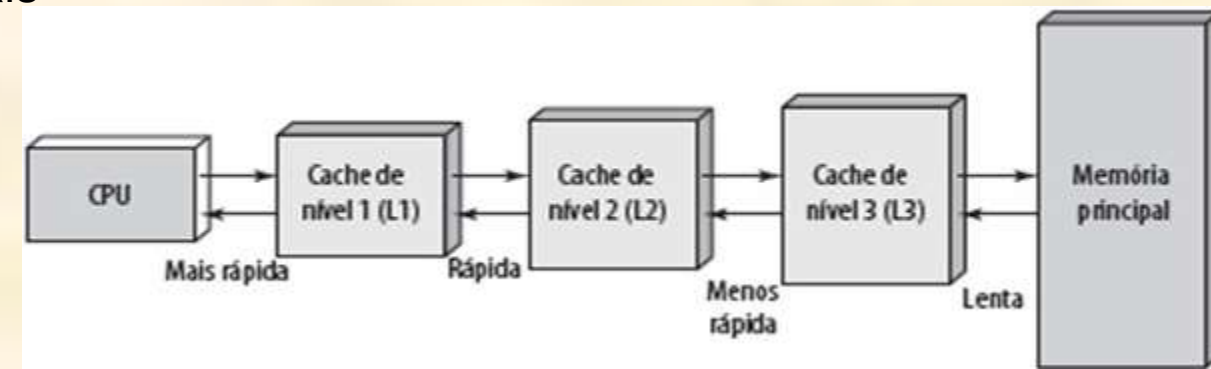 CPU
Cache de
nível 1 (L1)
Cache de
nível 2 (L2)
Cache de
nível 3 (L3)
Memória
principal
Mais rápida
Rápida
Menos
rápida
Lenta